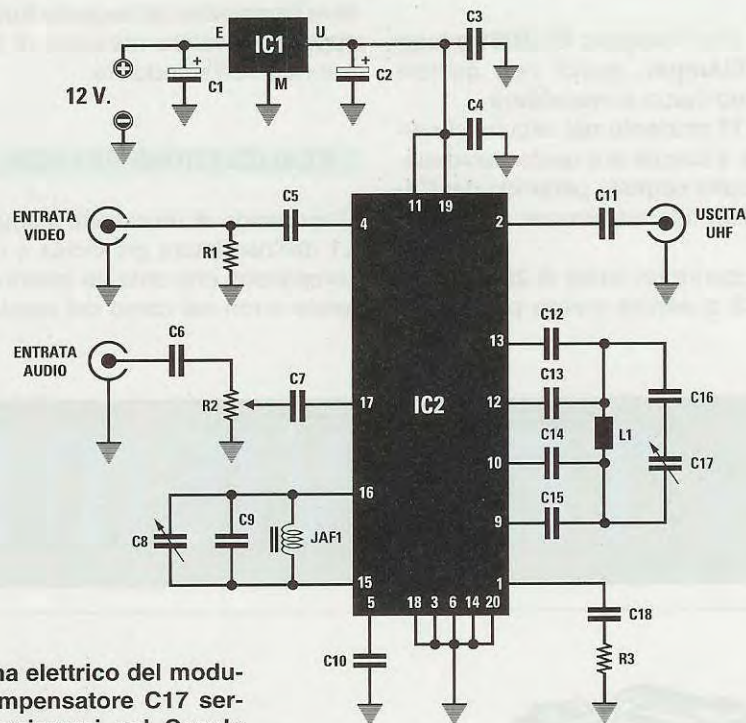 E
IC1
U
M
C1
C2
C3
C4
12 V.
ENTRATA
VIDEO
R1
C5
4
11
19
2
C11
USCITA
UHF
ENTRATA
AUDIO
C6
R2
C7
17
IC2
13
C12
12
C13
10
C14
9
C15
L1
C16
C17
C8
C9
JAF1
16
15
5
18
3
6
14
20
1
C10
C18
R3
na elettrico del modu-
mpensatore C17 ser-